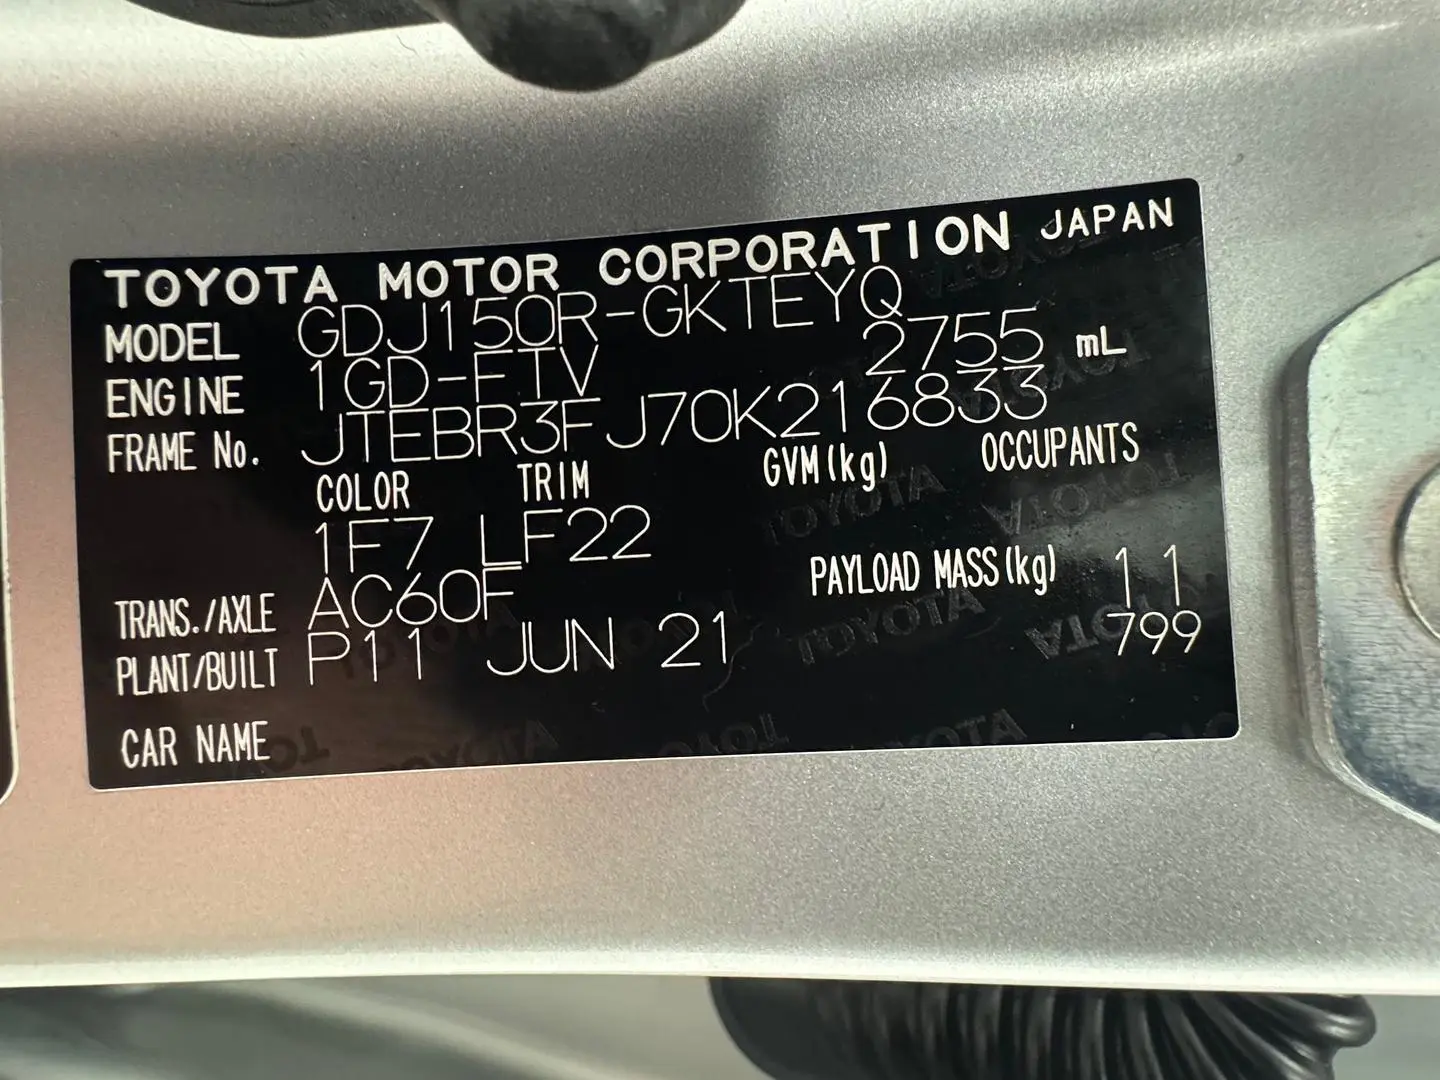 TOYOTA MOTOR CORPORATION JAPAN
MODEL GDJ150R-GKTEYQ
ENGINE 1GD-FTV 2755 mL
FRAME No. JTEBR3FJ70K216833
COLOR TRIM GVM(kg) OCCUPANTS
1F7 LF22
TRANS./AXLE AC60F PAYLOAD MASS(kg) 11
PLANT/BUILT P11 JUN 21 799
CAR NAME